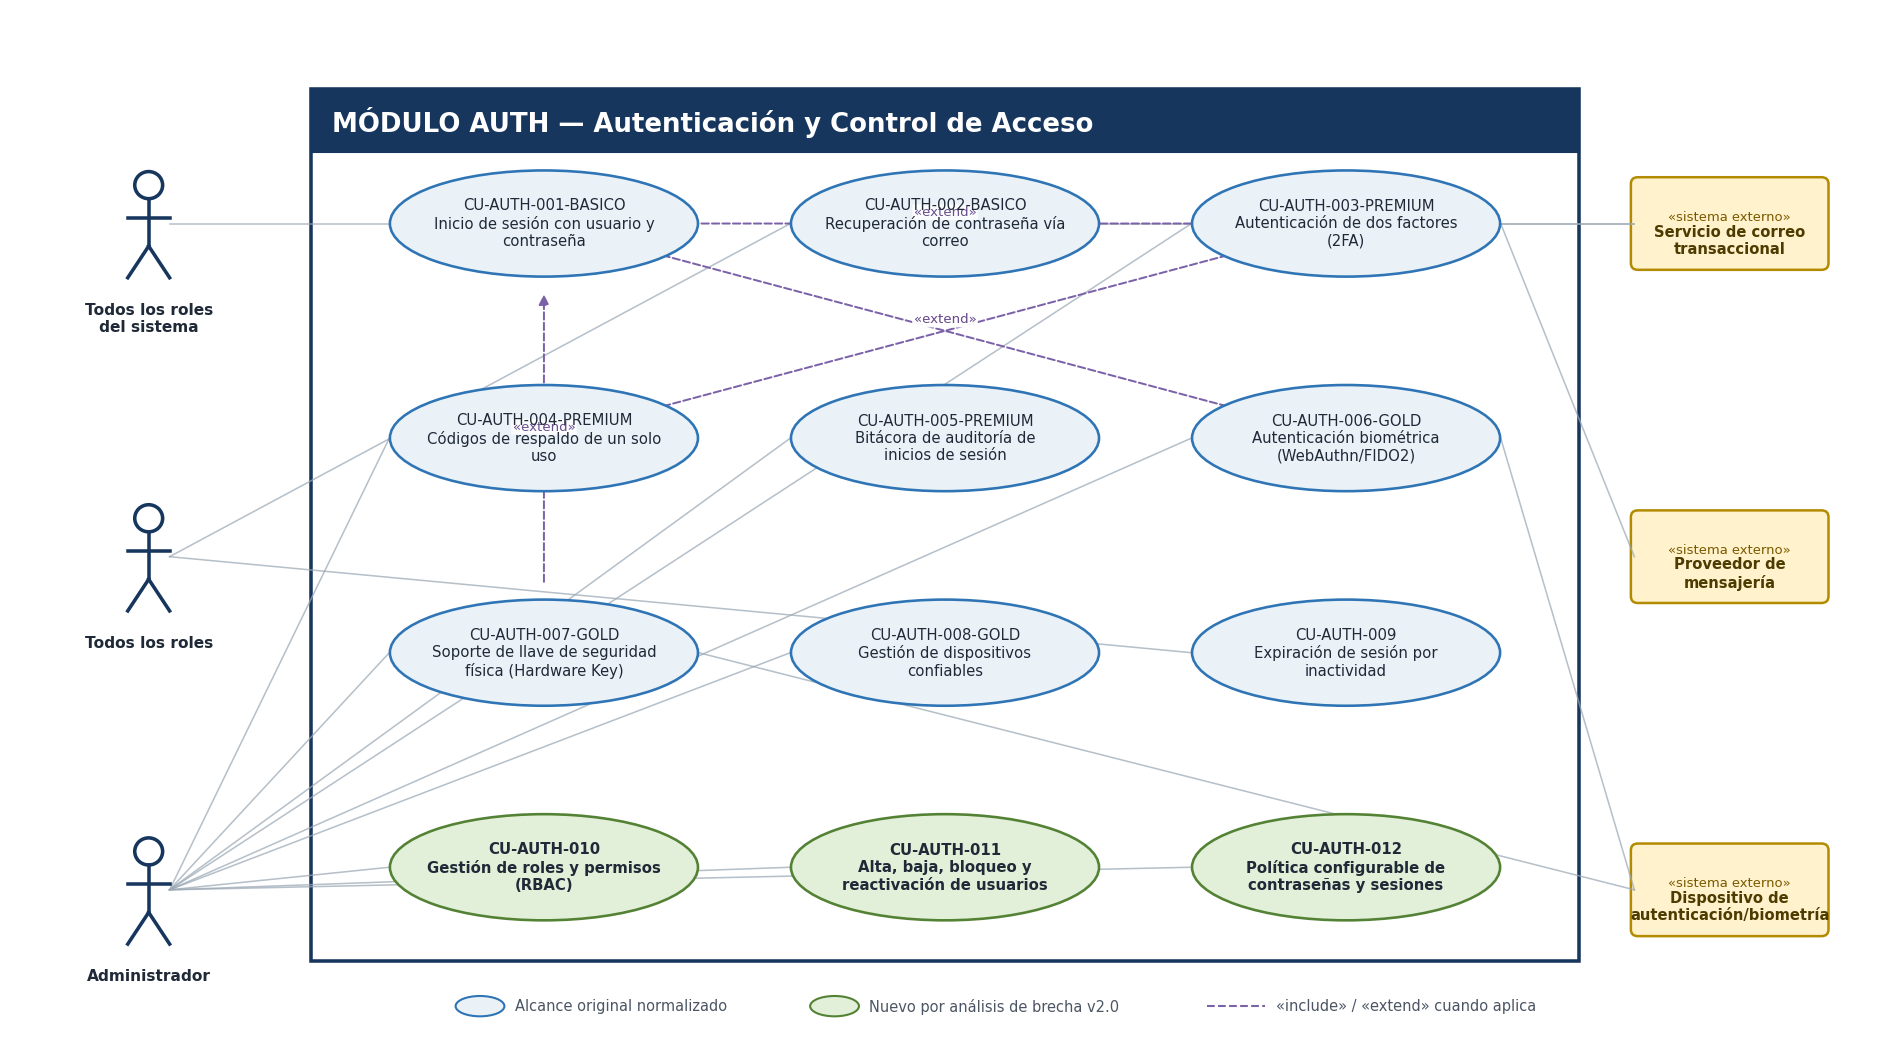 MÓDULO AUTH — Autenticación y Control de Acceso
CU-AUTH-001-BASICO
Inicio de sesión con usuario y
contraseña
CU-AUTH-002-BASICO
«extend»
Recuperación de contraseña vía
correo
CU-AUTH-003-PREMIUM
Autenticación de dos factores
(2FA)
«sistema externo»
Servicio de correo
transaccional
Todos los roles
del sistema
«extend»
CU-AUTH-004-PREMIUM
«extend»
Códigos de respaldo de un solo
uso
CU-AUTH-005-PREMIUM
Bitácora de auditoría de
inicios de sesión
CU-AUTH-006-GOLD
Autenticación biométrica
(WebAuthn/FIDO2)
«sistema externo»
Proveedor de
mensajería
Todos los roles
CU-AUTH-007-GOLD
Soporte de llave de seguridad
física (Hardware Key)
CU-AUTH-008-GOLD
Gestión de dispositivos
confiables
CU-AUTH-009
Expiración de sesión por
inactividad
CU-AUTH-010
Gestión de roles y permisos
(RBAC)
CU-AUTH-011
Alta, baja, bloqueo y
reactivación de usuarios
CU-AUTH-012
Política configurable de
contraseñas y sesiones
«sistema externo»
Dispositivo de
autenticación/biometría
Administrador
Alcance original normalizado
Nuevo por análisis de brecha v2.0
«include» / «extend» cuando aplica